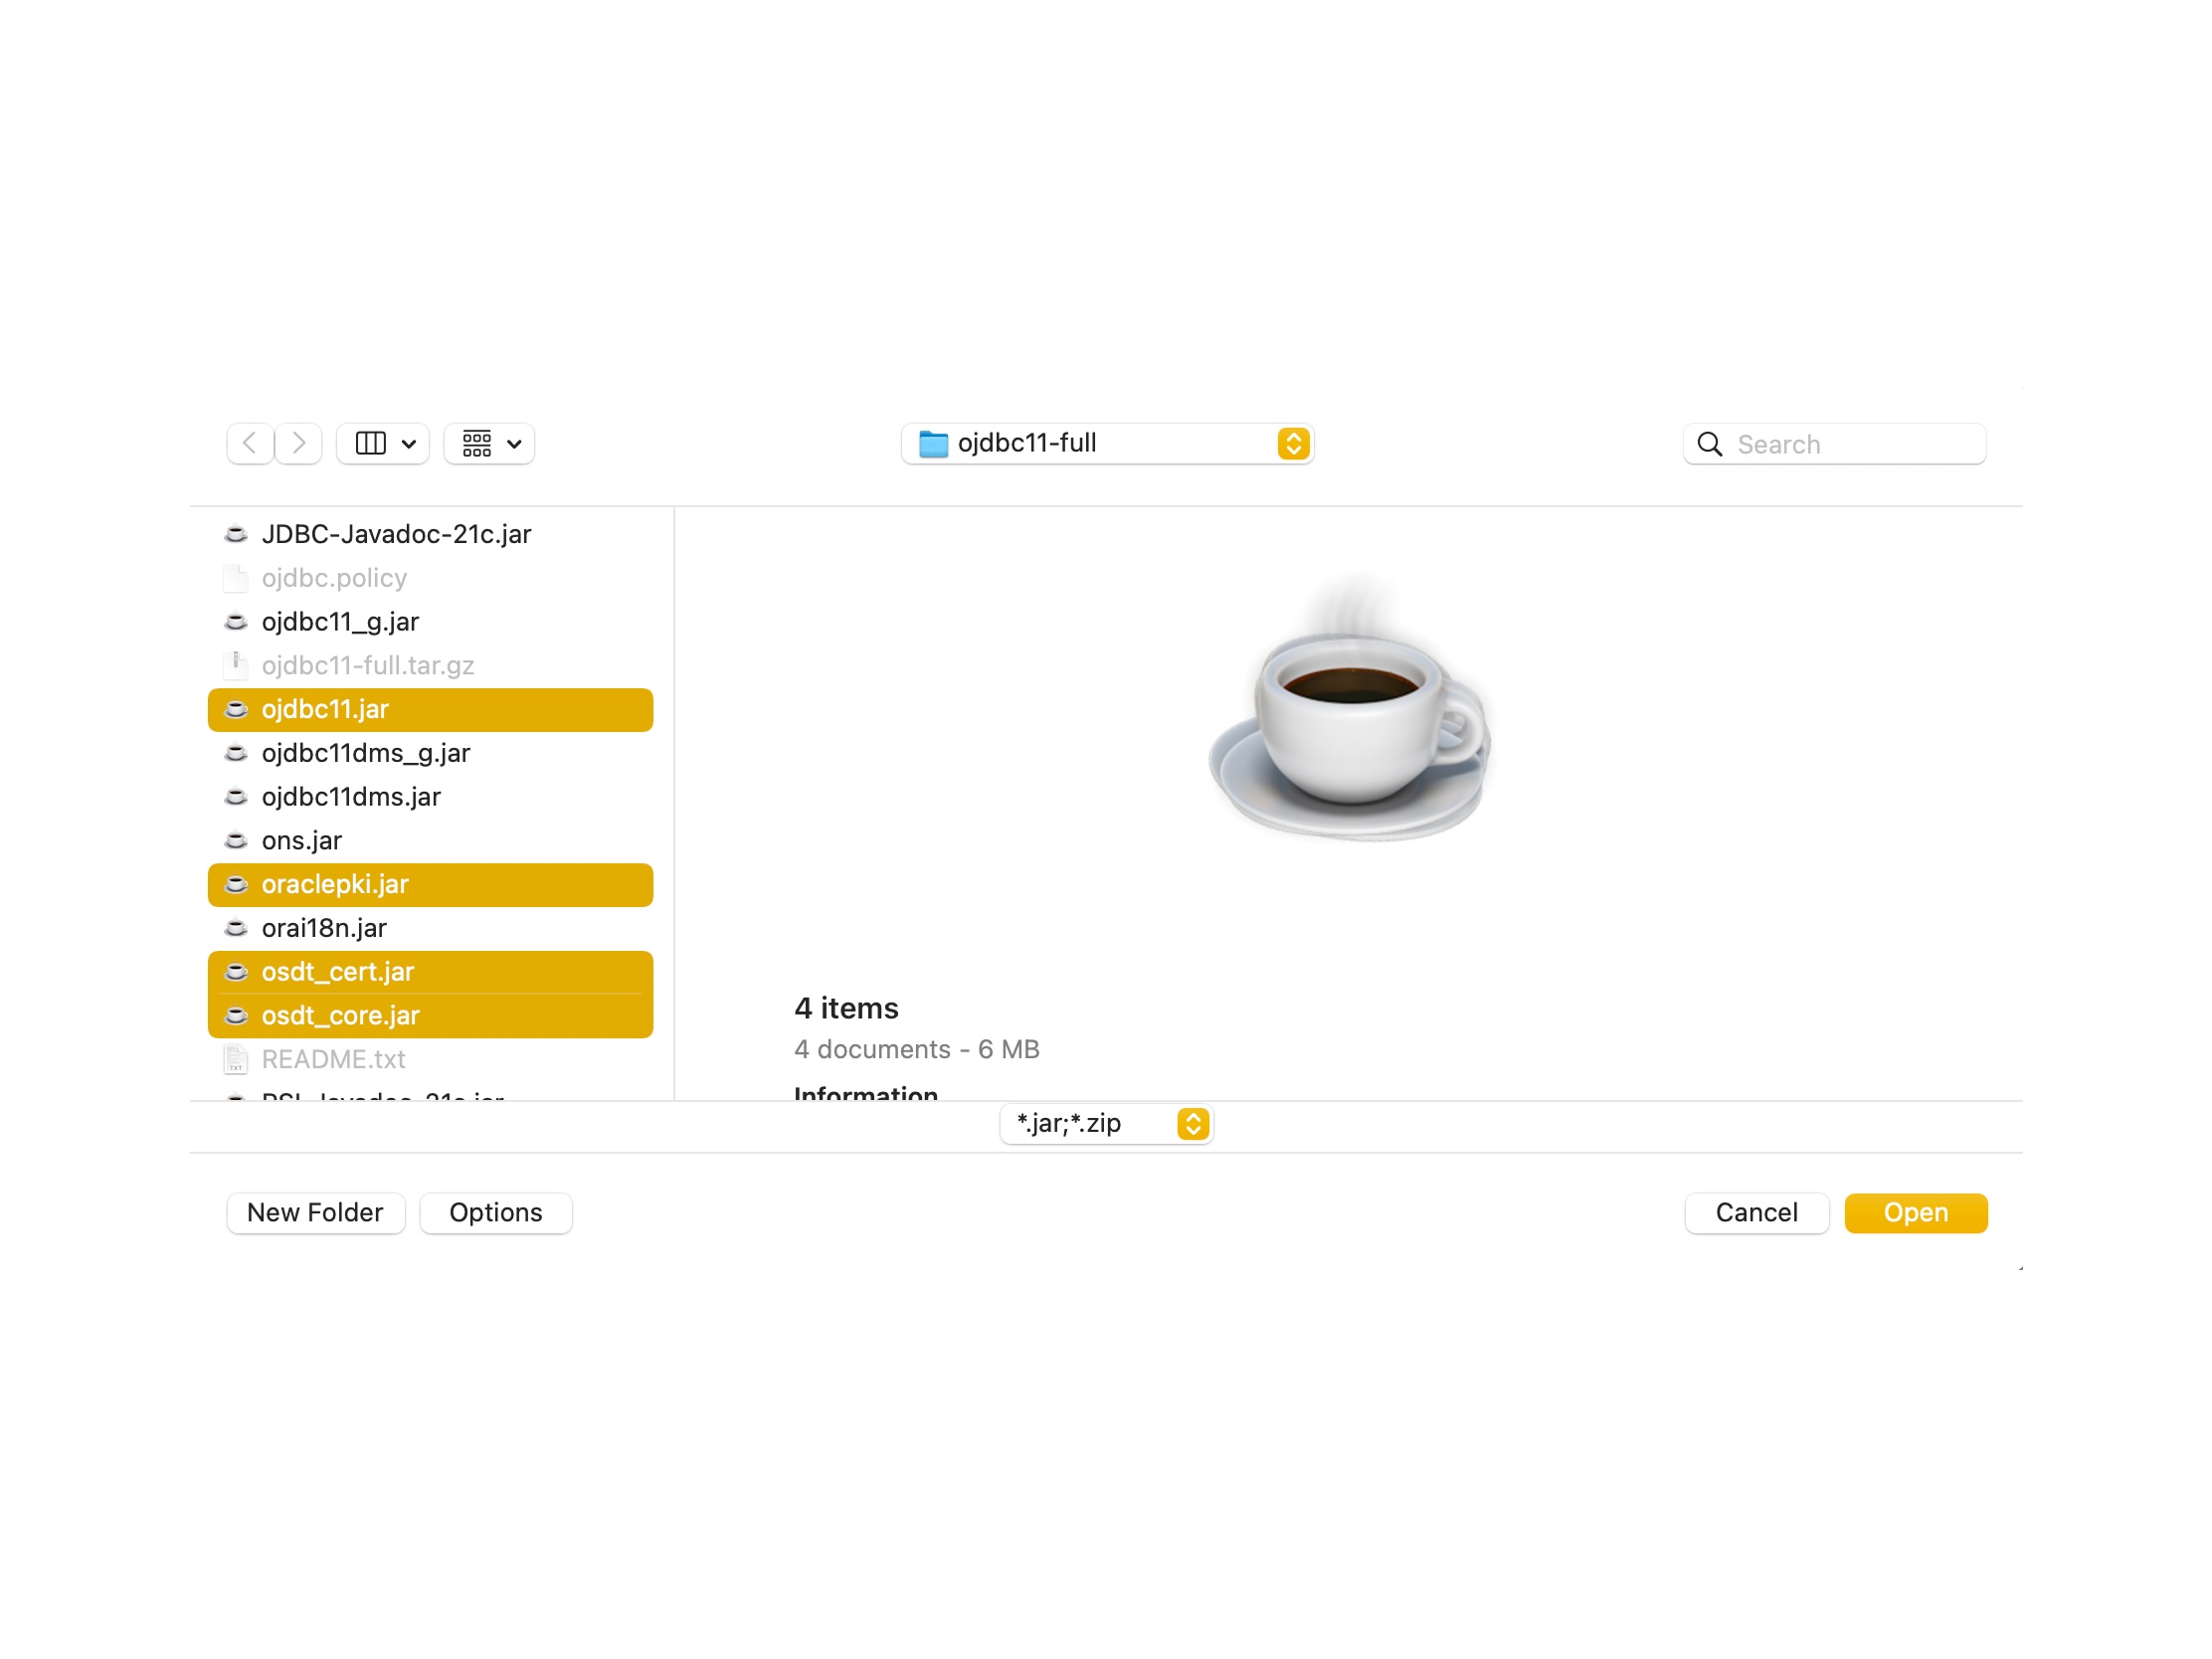 ojdbc11-full
Search
JDBC-Javadoc-21c.jar
ojdbc.policy
ojdbc11_g.jar
ojdbc11-full.tar.gz
ojdbc11.jar
ojdbc11dms_g.jar
ojdbc11dms.jar
ons.jar
oraclepki.jar
orai18n.jar
osdt_cert.jar
osdt_core.jar
README.txt
4 items
4 documents - 6 MB
Information
*.jar;*.zip
New Folder
Options
Cancel
Open